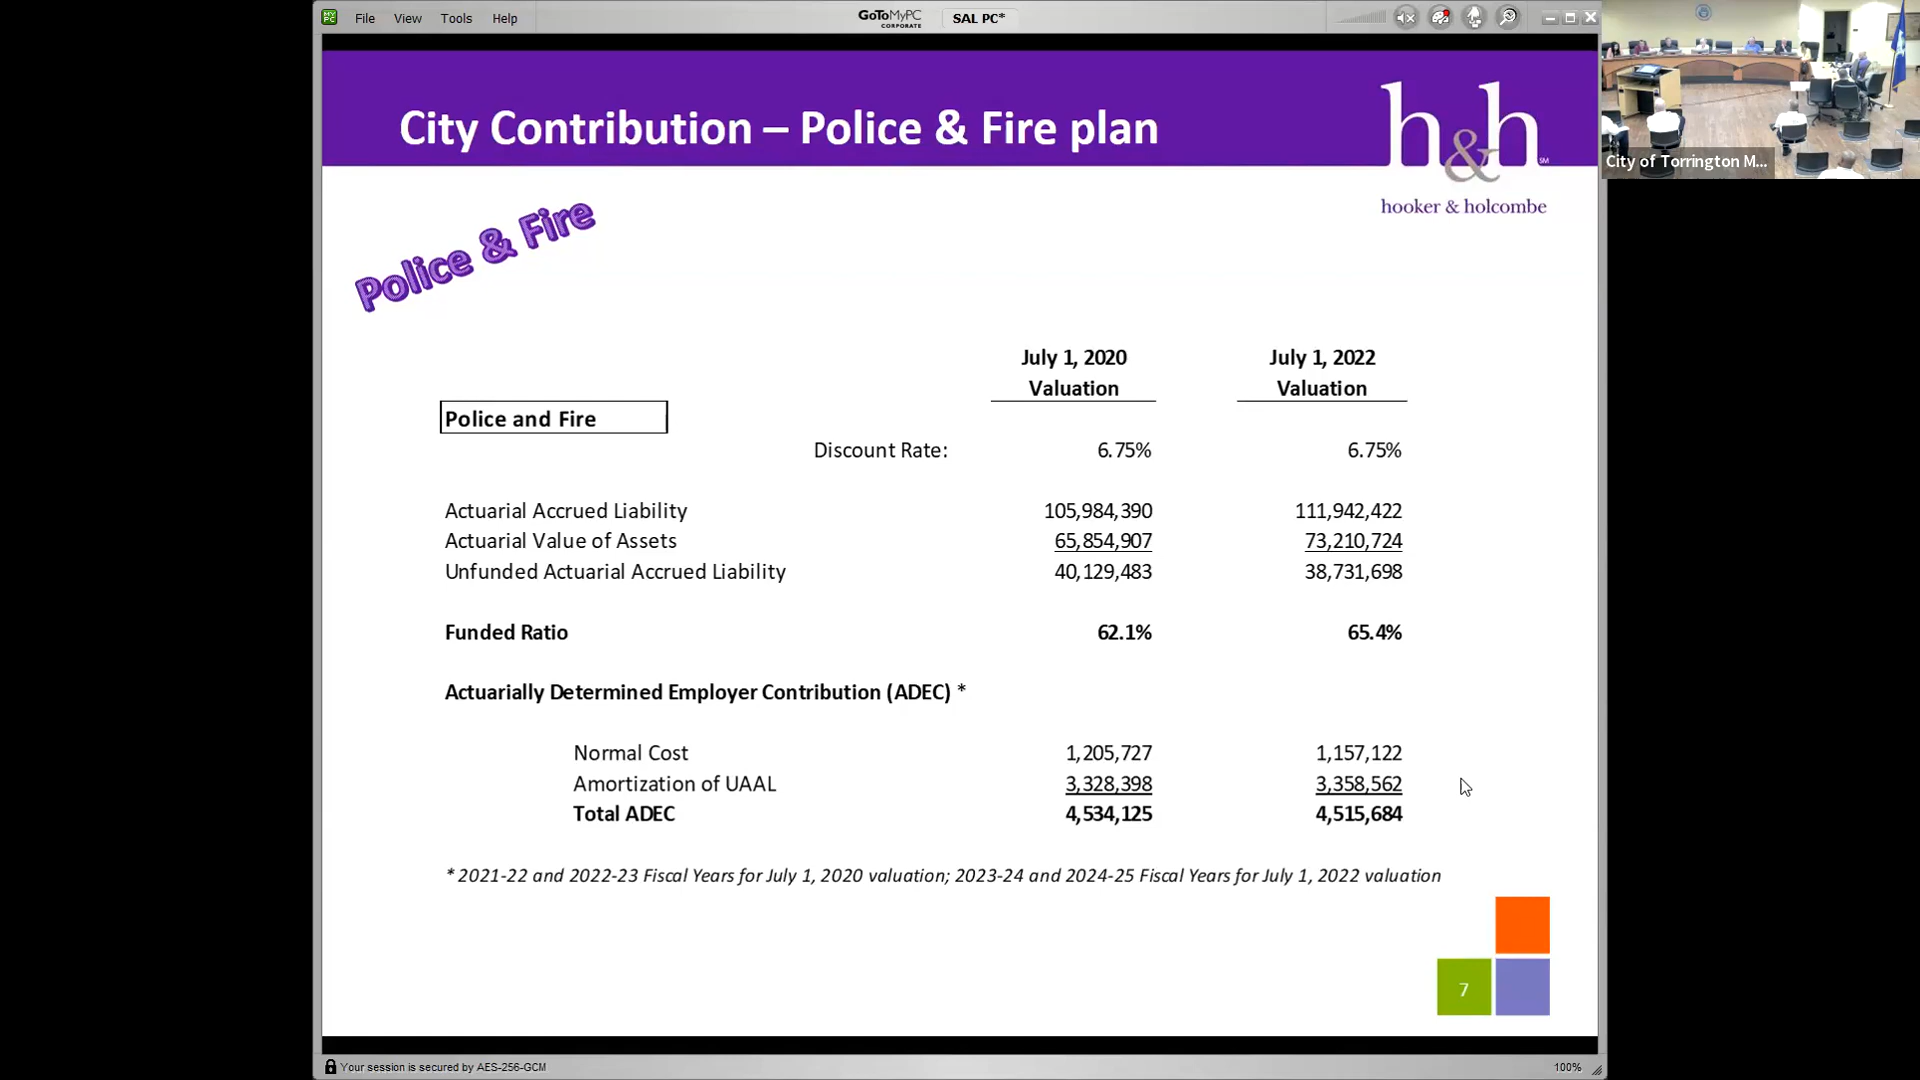 File View Tools Help
GoToMyPC
CORPORATE
SAL PC*
City Contribution – Police & Fire plan
h&h
SM
hooker & holcombe
Police & Fire
July 1, 2020 July 1, 2022
Valuation Valuation
Police and Fire
Discount Rate: 6.75% 6.75%
Actuarial Accrued Liability 105,984,390 111,942,422
Actuarial Value of Assets 65,854,907 73,210,724
Unfunded Actuarial Accrued Liability 40,129,483 38,731,698
Funded Ratio 62.1% 65.4%
Actuarially Determined Employer Contribution (ADEC) *
Normal Cost 1,205,727 1,157,122
Amortization of UAAL 3,328,398 3,358,562
Total ADEC 4,534,125 4,515,684
* 2021-22 and 2022-23 Fiscal Years for July 1, 2020 valuation; 2023-24 and 2024-25 Fiscal Years for July 1, 2022 valuation
7
Your session is secured by AES-256-GCM 100%
City of Torrington M...